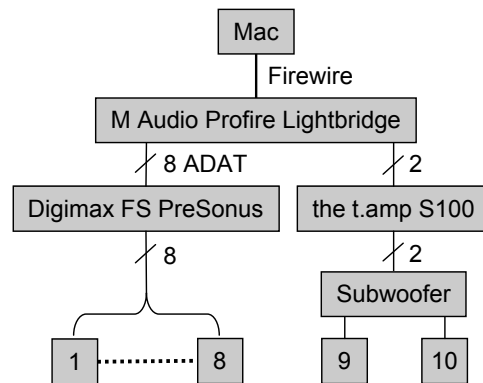 Mac
Firewire
M Audio Profire Lightbridge
8 ADAT
2
Digimax FS PreSonus
the t.amp S100
8
2
Subwoofer
1
8
9
10